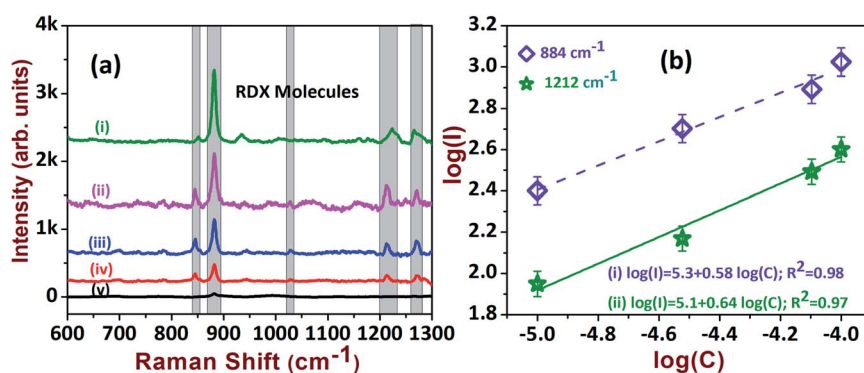 4k
3k
2k
1k
0
Intensity (arb. units)
(a)
RDX Molecules
(i)
(ii)
(iii)
(iv)
(v)
600 700 800 900 1000 1100 1200 1300
Raman Shift (cm-1)
3.2
3.0
2.8
2.6
2.4
2.2
2.0
1.8
log(I)
884 cm-1
1212 cm-1
(b)
(i) log(I)=5.3+0.58 log(C); R2=0.98
(ii) log(I)=5.1+0.64 log(C); R2=0.97
-5.0 -4.8 -4.6 -4.4 -4.2 -4.0
log(C)